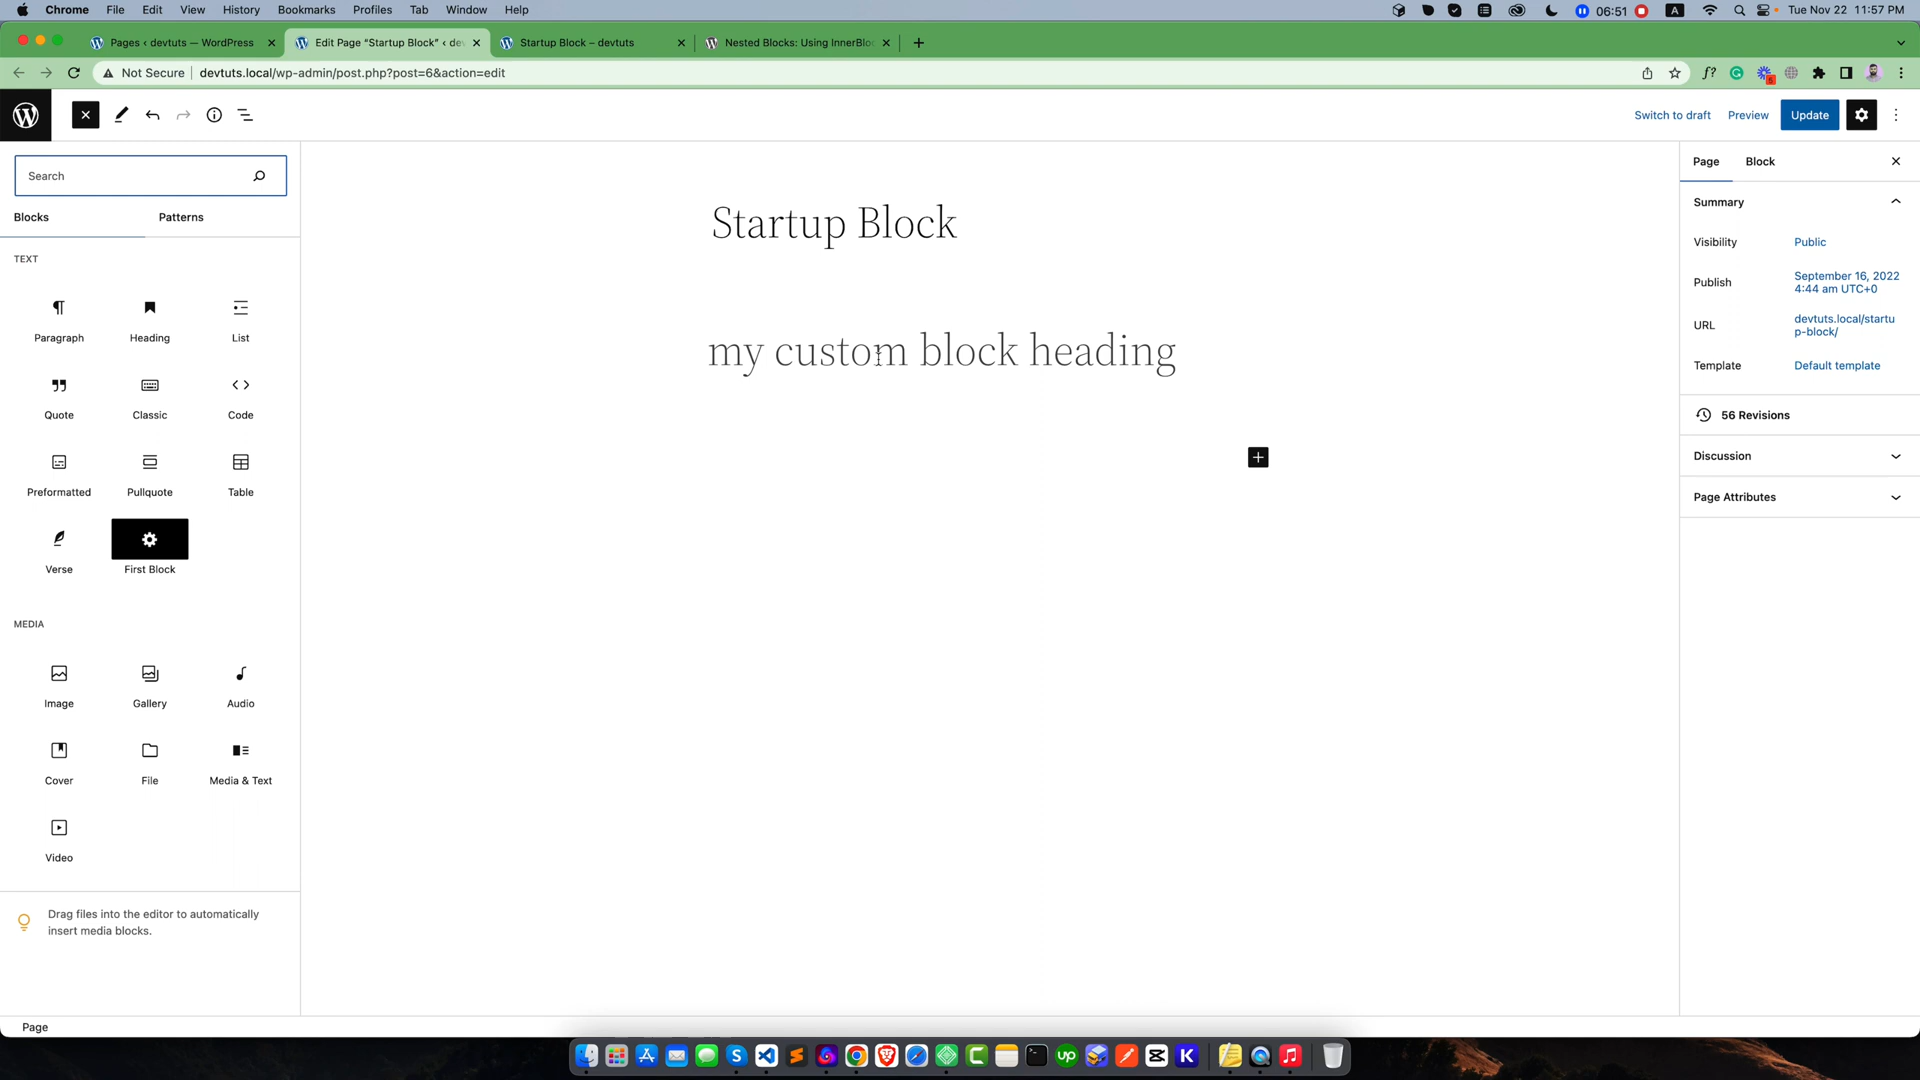 Chrome File Edit View History Bookmarks Profiles Tab Window Help 06:51 A Tue Nov 22 11:57 PM
Pages ‹ devtuts — WordPress
Edit Page “Startup Block” ‹ de
Startup Block – devtuts
Nested Blocks: Using InnerBlo
Not Secure devtuts.local/wp-admin/post.php?post=6&action=edit
f?
5
Switch to draft Preview Update
Search
Blocks Patterns
TEXT
Paragraph Heading List
Quote Classic Code
Preformatted Pullquote Table
Verse First Block
MEDIA
Image Gallery Audio
Cover File Media & Text
Video
Drag files into the editor to automatically
insert media blocks.
Startup Block
my custom block heading
Page Block
Summary
Visibility Public
Publish September 16, 2022
4:44 am UTC+0
URL devtuts.local/startu
p-block/
Template Default template
56 Revisions
Discussion
Page Attributes
Page
up
K